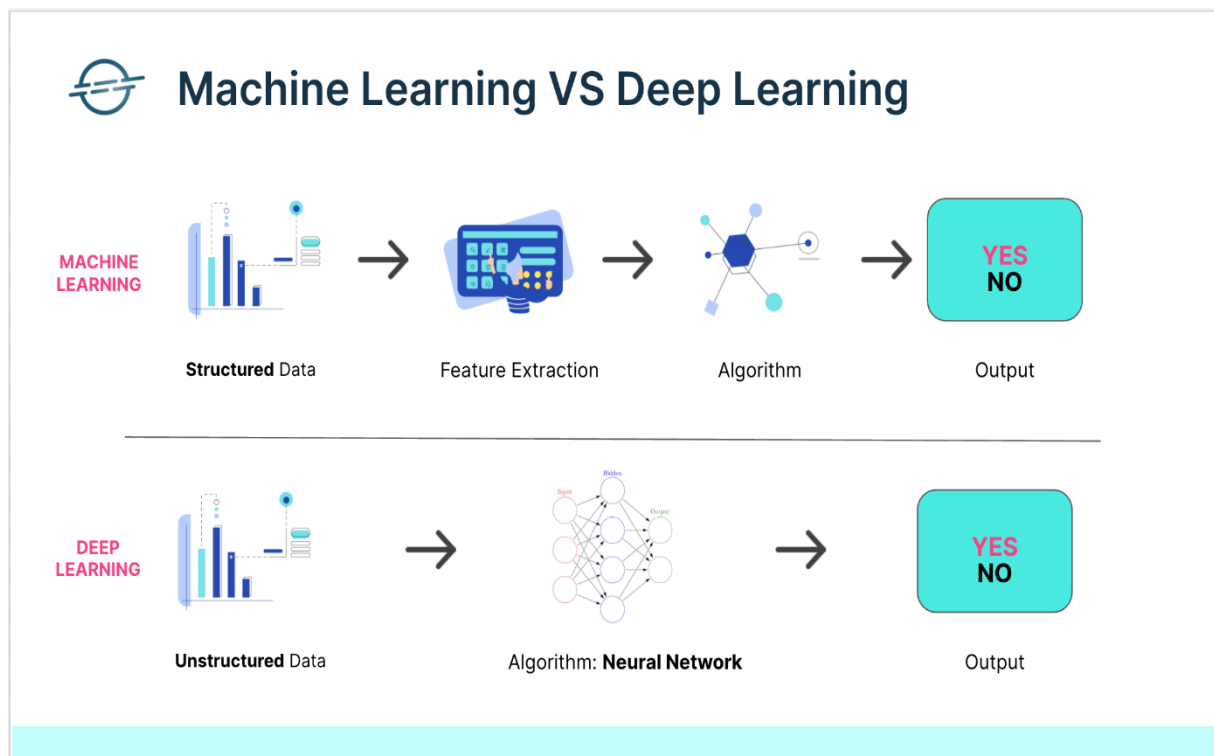 Machine Learning VS Deep Learning
MACHINE
LEARNING
YES
NO
Structured Data
Feature Extraction
Algorithm
Output
DEEP
LEARNING
Input
Hidden
Output
YES
NO
Unstructured Data
Algorithm: Neural Network
Output